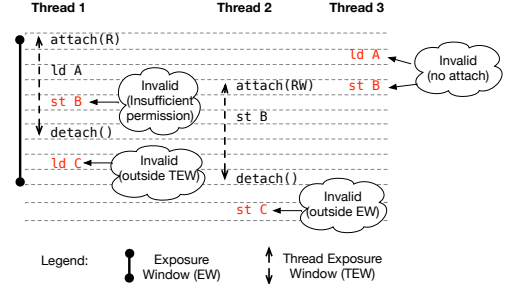 Thread 1 Thread 2 Thread 3
attach(R)
ld A
Invalid
(no attach)
ld A
Invalid
(Insufficient
permission)
attach(RW)
st B
st B
st B
detach()
ld C
Invalid
(outside TEW)
detach()
Invalid
(outside EW)
st C
Legend:
Exposure
Window (EW)
Thread Exposure
Window (TEW)